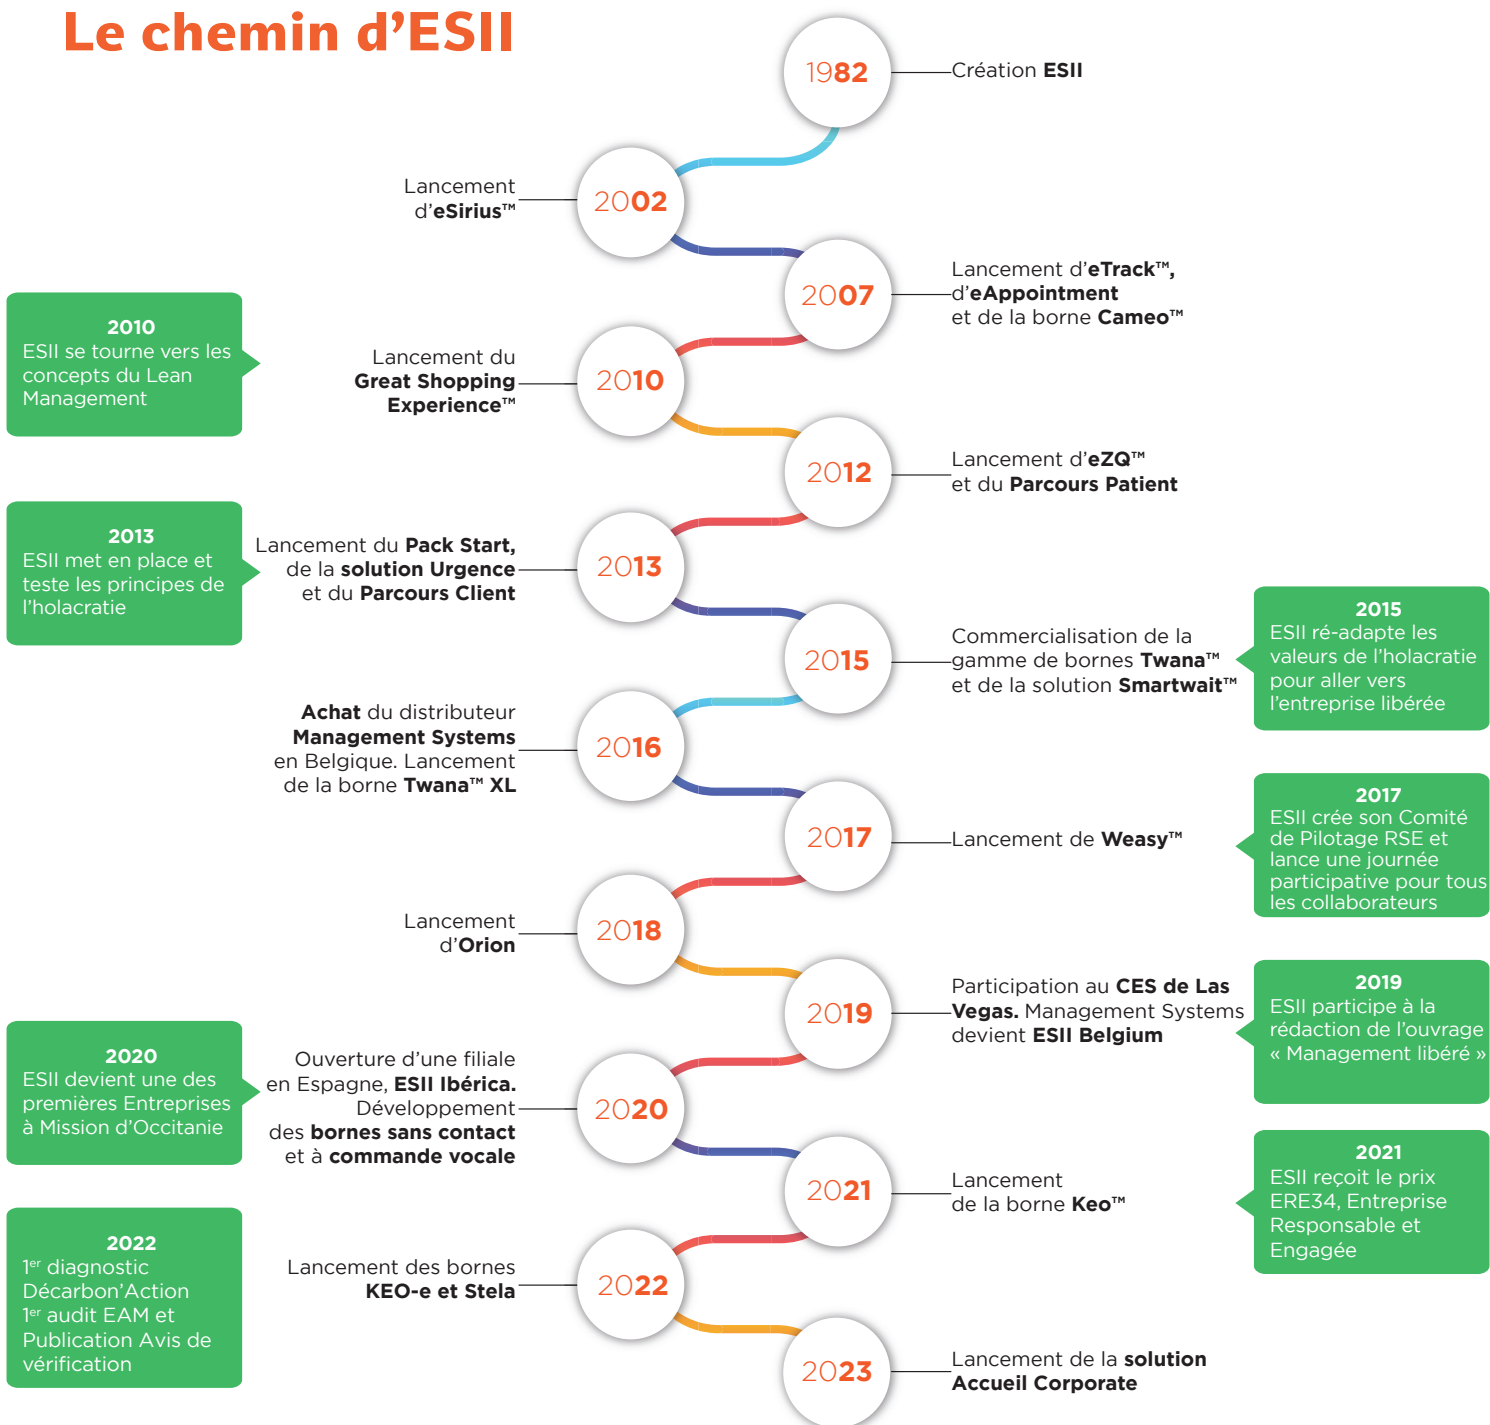 Le chemin d'ESII
1982
Création ESII
Lancement
d'eSirius™
2002
2007
Lancement d'eTrack™,
d'eAppointment
et de la borne Cameo™
2010
ESII se tourne vers les
concepts du Lean
Management
Lancement du
Great Shopping
Experience™
2010
2012
Lancement d'eZQ™
et du Parcours Patient
2013
ESII met en place et
teste les principes de
l'holacratie
Lancement du Pack Start,
de la solution Urgence
et du Parcours Client
2013
2015
Commercialisation de la
gamme de bornes Twana™
et de la solution Smartwait™
2015
ESII ré-adapte les
valeurs de l'holacratie
pour aller vers
l'entreprise libérée
Achat du distributeur
Management Systems
en Belgique. Lancement
de la borne Twana™ XL
2016
2017
Lancement de Weasy™
2017
ESII crée son Comité
de Pilotage RSE et
lance une journée
participative pour tous
les collaborateurs
Lancement
d'Orion
2018
2019
Participation au CES de Las
Vegas. Management Systems
devient ESII Belgium
2019
ESII participe à la
rédaction de l'ouvrage
« Management libéré »
2020
ESII devient une des
premières Entreprises
à Mission d'Occitanie
Ouverture d'une filiale
en Espagne, ESII Ibérica.
Développement
des bornes sans contact
et à commande vocale
2020
2021
Lancement
de la borne Keo™
2021
ESII reçoit le prix
ERE34, Entreprise
Responsable et
Engagée
2022
1er diagnostic
Décarbon'Action
1er audit EAM et
Publication Avis de
vérification
Lancement des bornes
KEO-e et Stela
2022
2023
Lancement de la solution
Accueil Corporate